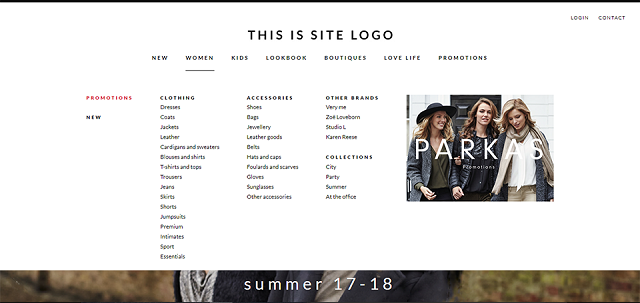 LOGIN CONTACT
THIS IS SITE LOGO
NEW WOMEN KIDS LOOKBOOK BOUTIQUES LOVE LIFE PROMOTIONS
PROMOTIONS
NEW
CLOTHING
Dresses
Coats
Jackets
Leather
Cardigans and sweaters
Blouses and shirts
T-shirts and tops
Trousers
Jeans
Skirts
Shorts
Jumpsuits
Premium
Intimates
Sport
Essentials
ACCESSORIES
Shoes
Bags
Jewellery
Leather goods
Belts
Hats and caps
Foulards and scarves
Gloves
Sunglasses
Other accessories
OTHER BRANDS
Very me
Zoé Loveborn
Studio L
Karen Reese
COLLECTIONS
City
Party
Summer
At the office
PARKAS
Promotions
summer 17-18